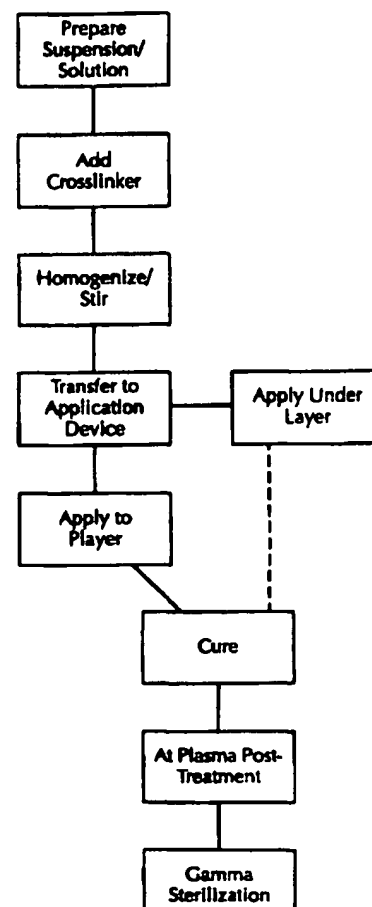 Prepare
Suspension/
Solution
Add
Crosslinker
Homogenize/
Stir
Transfer to
Application
Device
Apply Under
Layer
Apply to
Player
Cure
At Plasma Post-
Treatment
Gamma
Sterilization